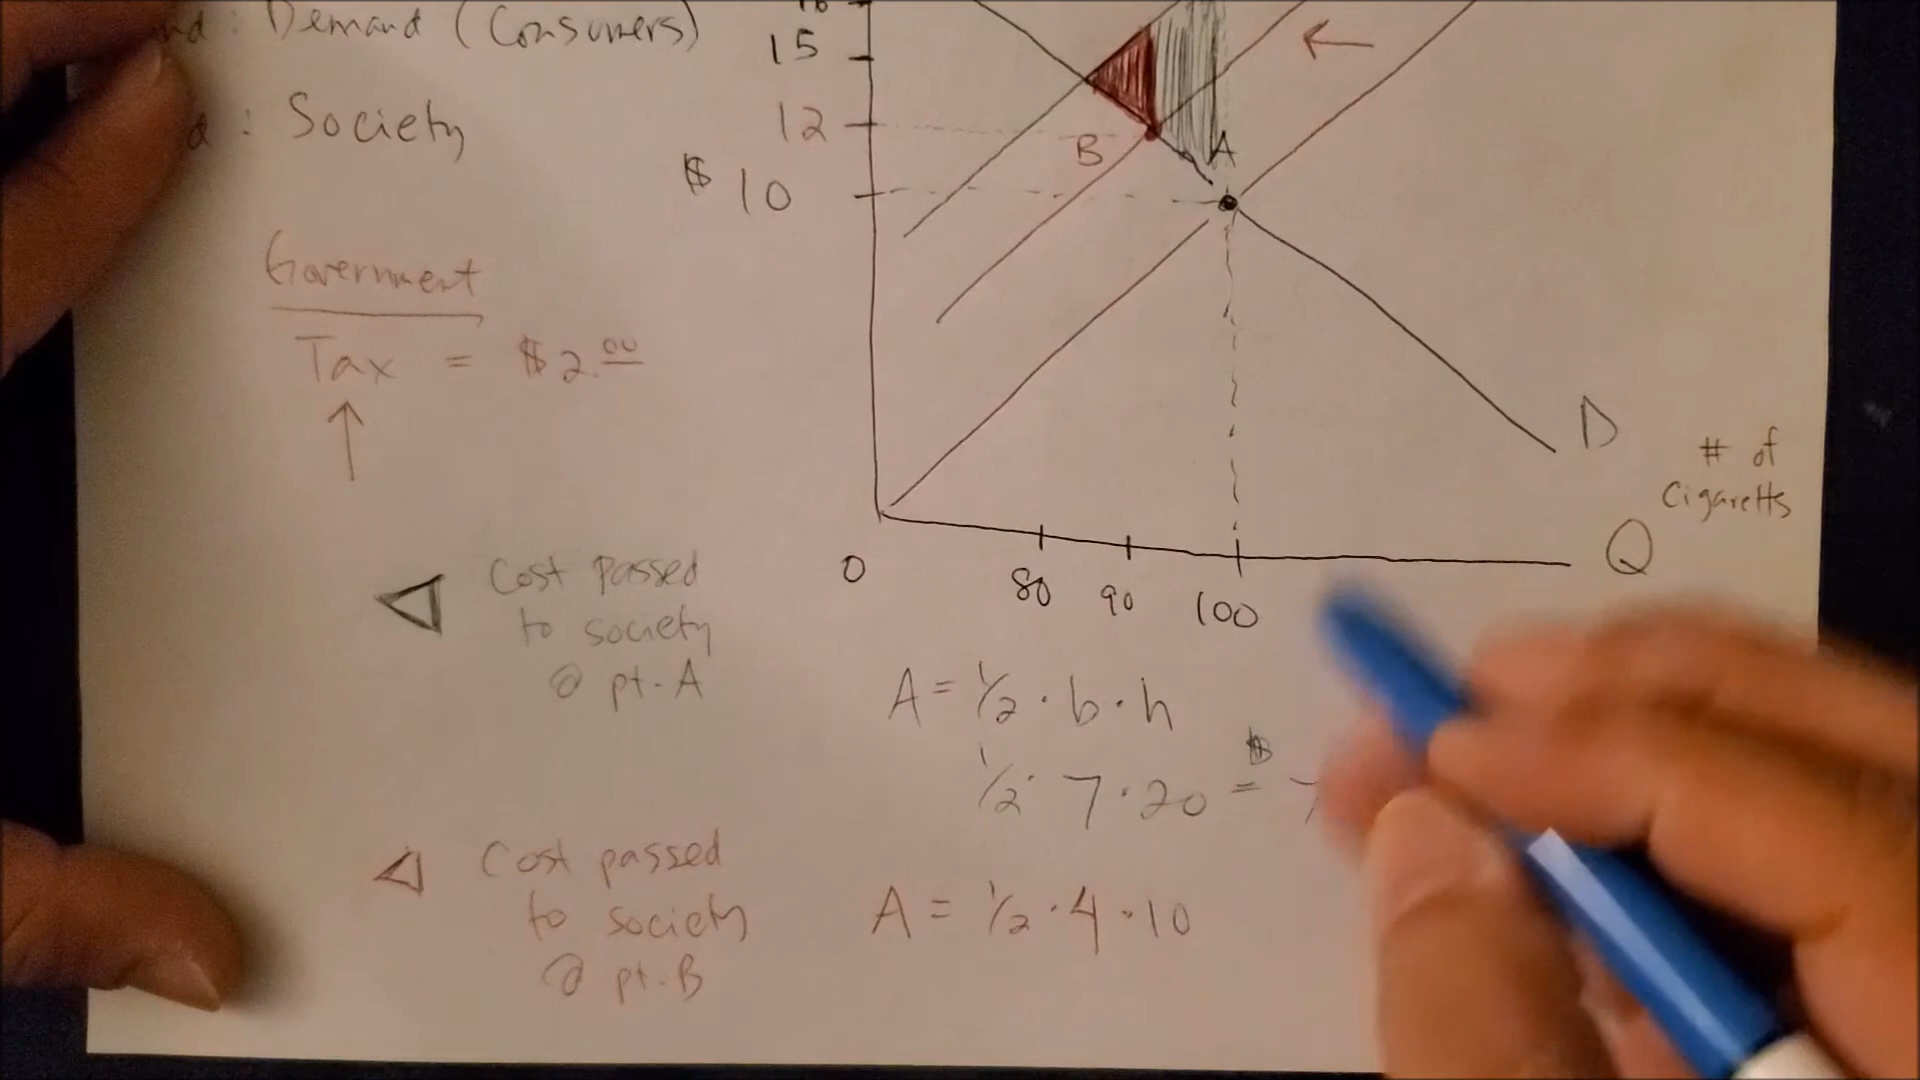 : Demand (Consumers)
: Society
Government
Tax = $2.00
Cost passed
to society
@ pt. A
Cost passed
to society
@ pt. B
15
12
$ 10
B
A
D
# of
Cigaretts
Q
0
80
90
100
A = 1/2 · b · h
1/2 · 7 · 20 = $
A = 1/2 · 4 · 10